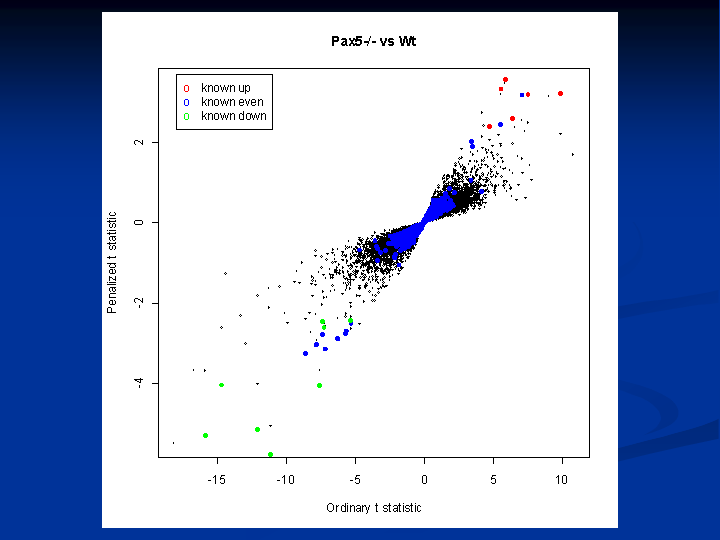 Pax5-/- vs Wt
known up
known even
known down
2
0
-2
-4
Penalized t statistic
-15
-10
-5
0
5
10
Ordinary t statistic